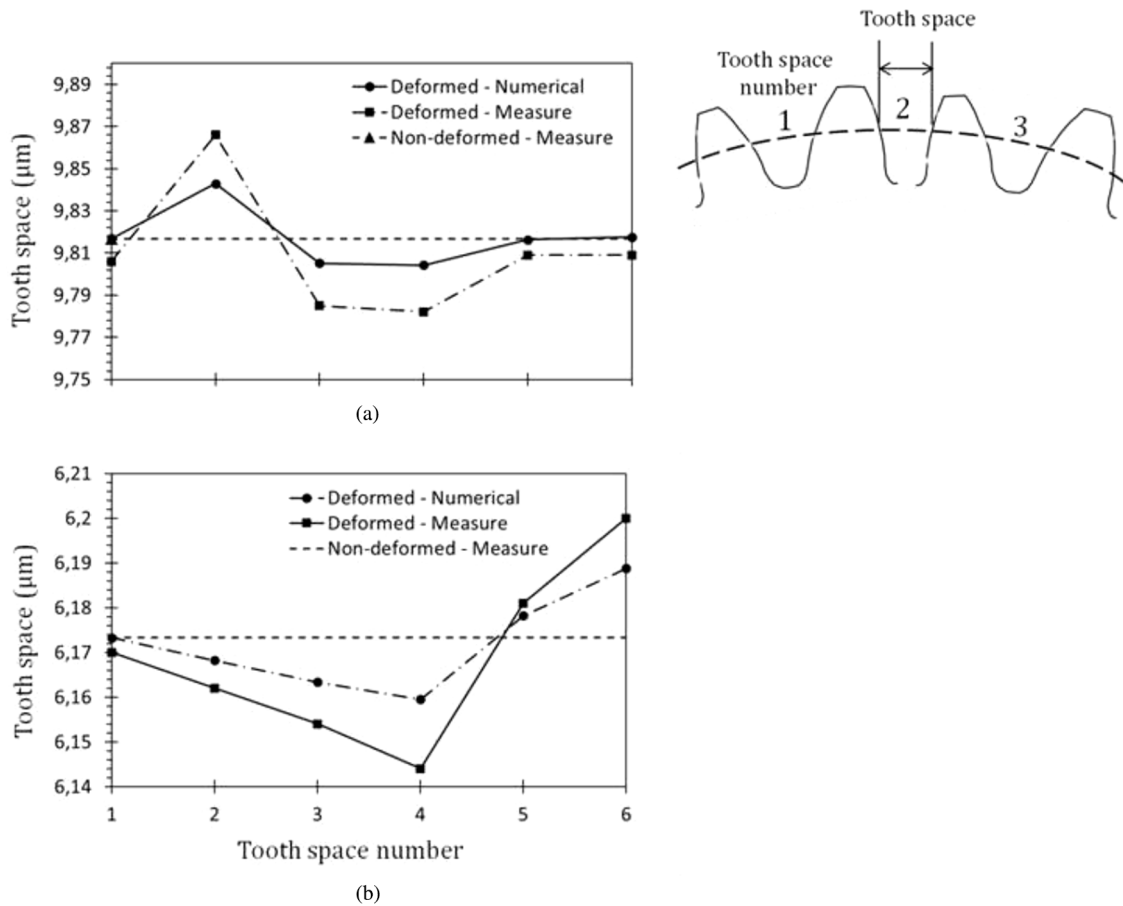 Tooth space
Tooth space
number
1
2
3
9,89
9,87
9,85
9,83
9,81
9,79
9,77
9,75
Tooth space (µm)
Deformed - Numerical
Deformed - Measure
Non-deformed - Measure
(a)
6,21
6,2
6,19
6,18
6,17
6,16
6,15
6,14
Tooth space (µm)
Deformed - Numerical
Deformed - Measure
Non-deformed - Measure
1 2 3 4 5 6
Tooth space number
(b)